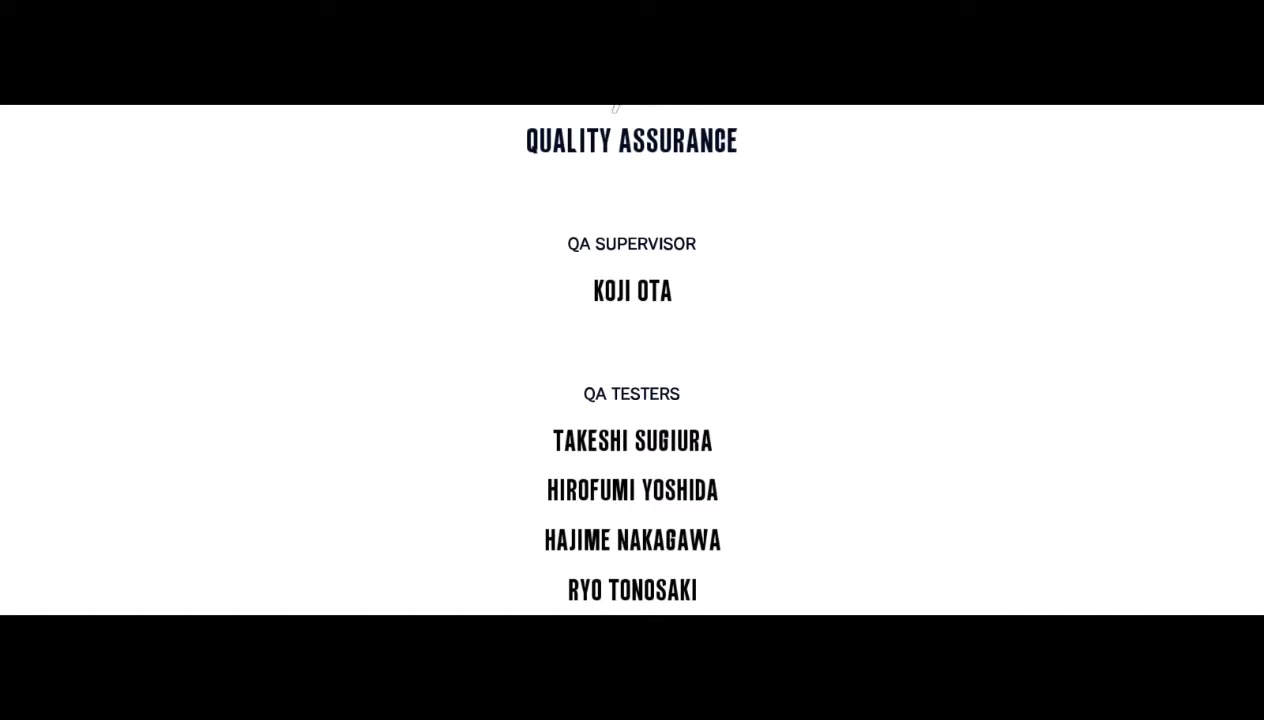 QUALITY ASSURANCE
QA SUPERVISOR
KOJI OTA
QA TESTERS
TAKESHI SUGIURA
HIROFUMI YOSHIDA
HAJIME NAKAGAWA
RYO TONOSAKI